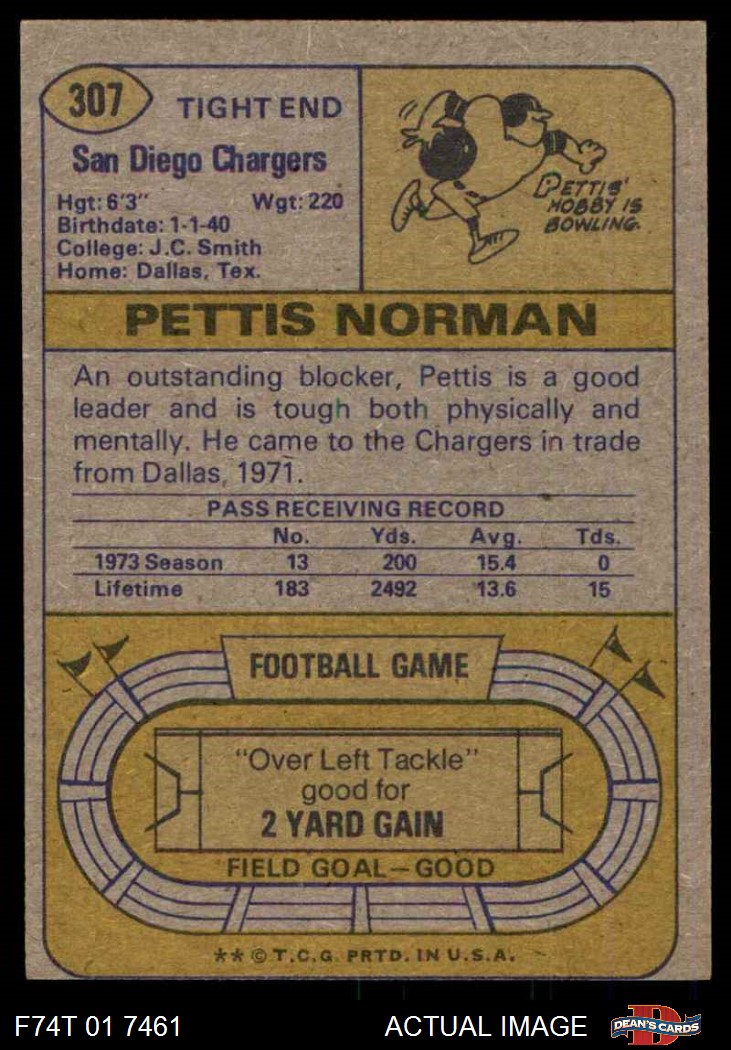 307
TIGHT END
San Diego Chargers
Hgt: 6'3" Wgt: 220
Birthdate: 1-1-40
College: J.C. Smith
Home: Dallas, Tex.
PETTIS'
HOBBY IS
BOWLING.
PETTIS NORMAN
An outstanding blocker, Pettis is a good
leader and is tough both physically and
mentally. He came to the Chargers in trade
from Dallas, 1971.
PASS RECEIVING RECORD
No. Yds. Avg. Tds.
1973 Season 13 200 15.4 0
Lifetime 183 2492 13.6 15
FOOTBALL GAME
"Over Left Tackle"
good for
2 YARD GAIN
FIELD GOAL—GOOD
** © T.C.G. PRTD. IN U.S.A.
F74T 01 7461 ACTUAL IMAGE
D
DEAN'S CARDS